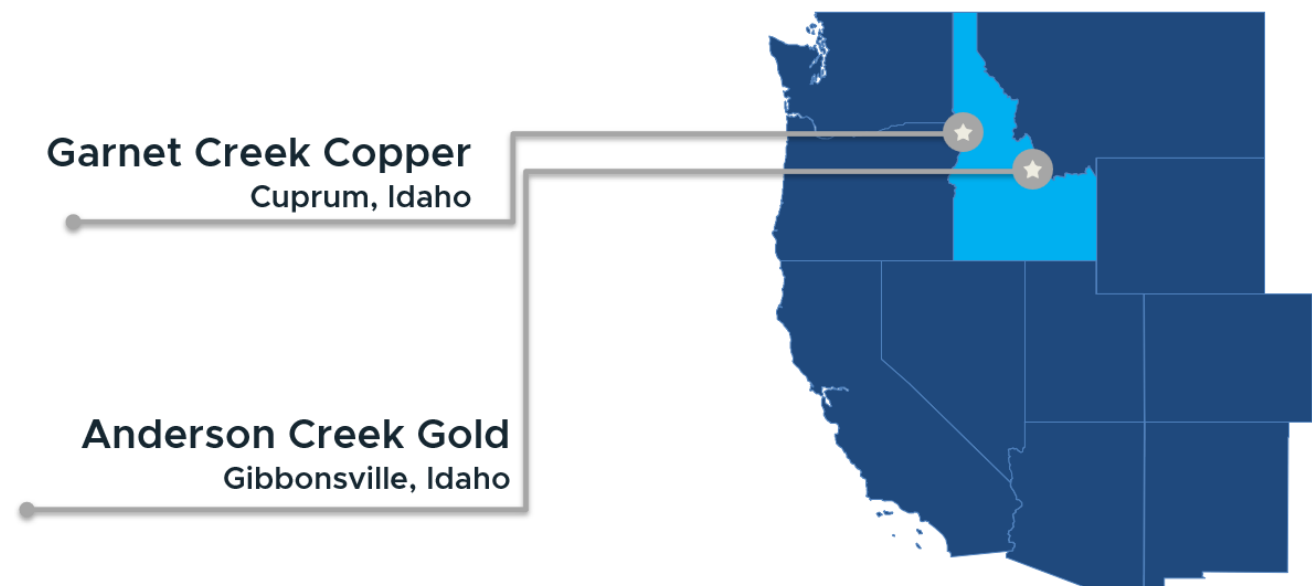 Garnet Creek Copper
Cuprum, Idaho
Anderson Creek Gold
Gibbonsville, Idaho